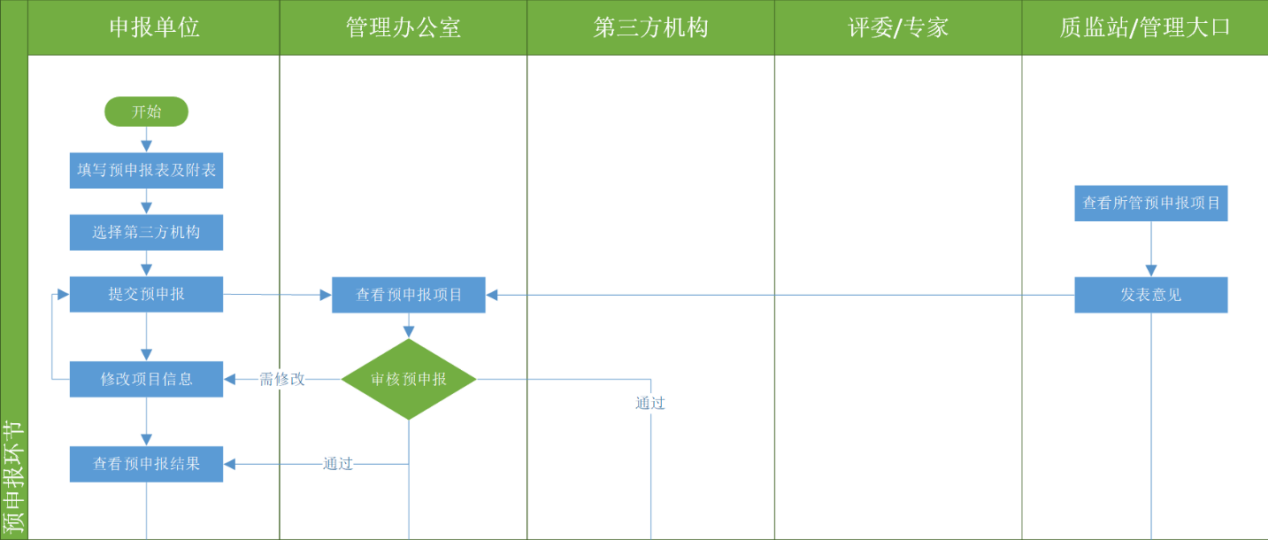 申报单位
管理办公室
第三方机构
评委/专家
质监站/管理大口
开始
填写预申报表及附表
查看所管预申报项目
选择第三方机构
提交预申报
查看预申报项目
发表意见
修改项目信息
需修改
审核预申报
通过
查看预申报结果
通过
预申报环节